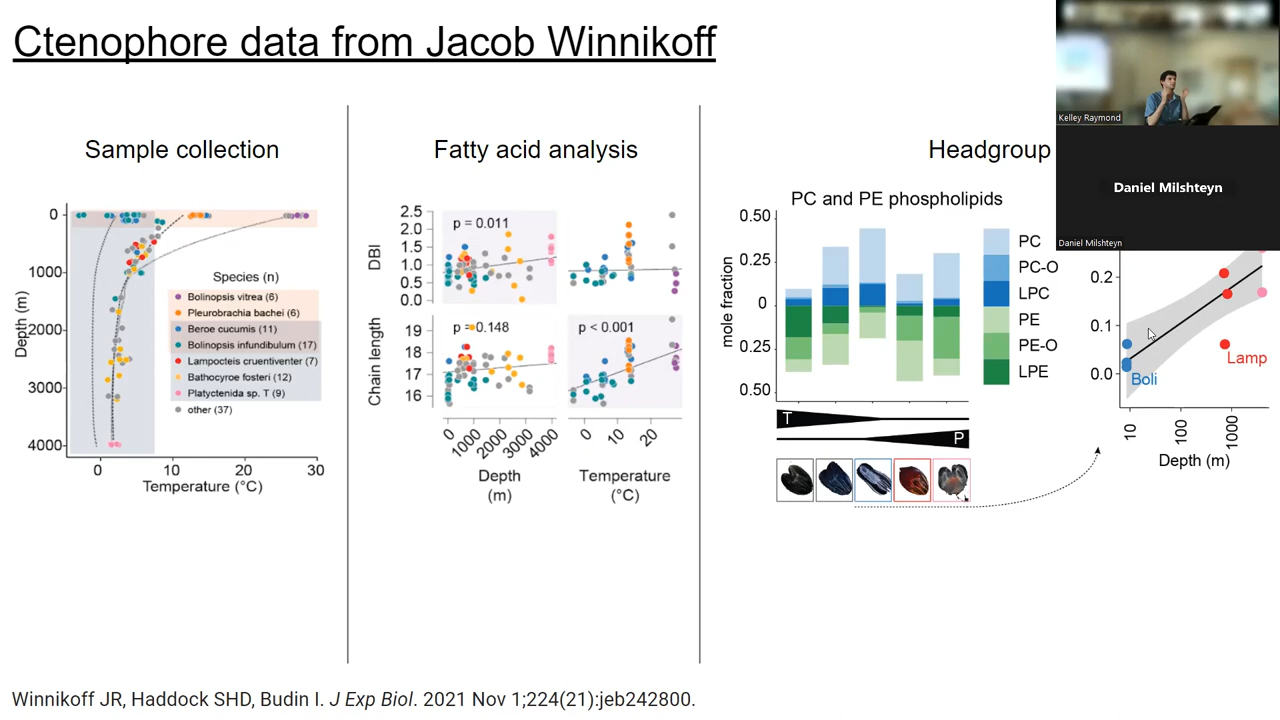 Ctenophore data from Jacob Winnikoff
Kelley Raymond
Daniel Milshteyn
Daniel Milshteyn
Sample collection
0
1000
2000
3000
4000
Depth (m)
Species (n)
Bolinopsis vitrea (6)
Pleurobrachia bachei (6)
Beroe cucumis (11)
Bolinopsis infundibulum (17)
Lampocteis cruentiventer (7)
Bathocyroe fosteri (12)
Platyctenida sp. T (9)
other (37)
0 10 20 30
Temperature (°C)
Fatty acid analysis
DBI
2.5
2.0
1.5
1.0
0.5
0.0
p = 0.011
Chain length
19
18
17
16
p = 0.148
p < 0.001
0 1000 2000 3000 4000
Depth
(m)
0 10 20
Temperature
(°C)
Headgroup
PC and PE phospholipids
mole fraction
0.50
0.25
0
0.25
0.50
PC
PC-O
LPC
PE
PE-O
LPE
T
P
0.2
0.1
0.0
Boli
Lamp
10 100 1000
Depth (m)
Winnikoff JR, Haddock SHD, Budin I. J Exp Biol. 2021 Nov 1;224(21):jeb242800.